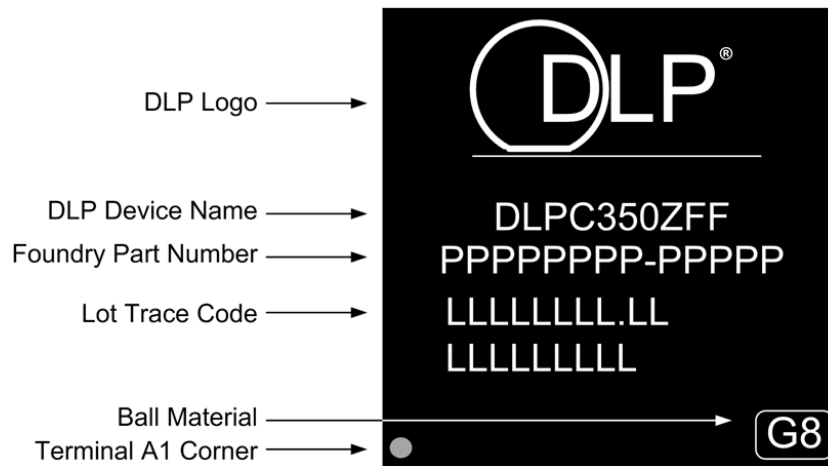 DLP Logo
DLP®
DLP Device Name
DLPC350ZFF
Foundry Part Number
PPPPPPPP-PPPPP
Lot Trace Code
LLLLLLLL.LL
LLLLLLLLL
Ball Material
G8
Terminal A1 Corner